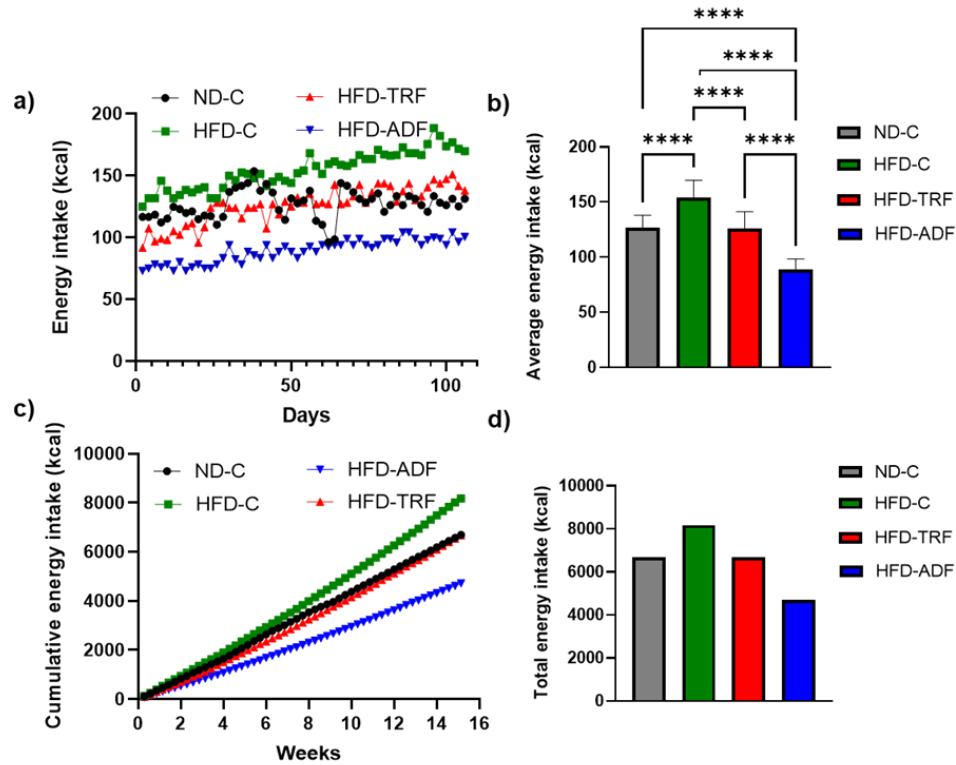 a)
ND-C
HFD-TRF
HFD-C
HFD-ADF
Energy intake (kcal)
200
150
100
50
0
0
50
100
Days
b)
****
****
****
****
****
Average energy intake (kcal)
200
150
100
50
0
ND-C
HFD-C
HFD-TRF
HFD-ADF
c)
ND-C
HFD-ADF
HFD-C
HFD-TRF
Cumulative energy intake (kcal)
10000
8000
6000
4000
2000
0
0 2 4 6 8 10 12 14 16
Weeks
d)
Total energy intake (kcal)
10000
8000
6000
4000
2000
0
ND-C
HFD-C
HFD-TRF
HFD-ADF